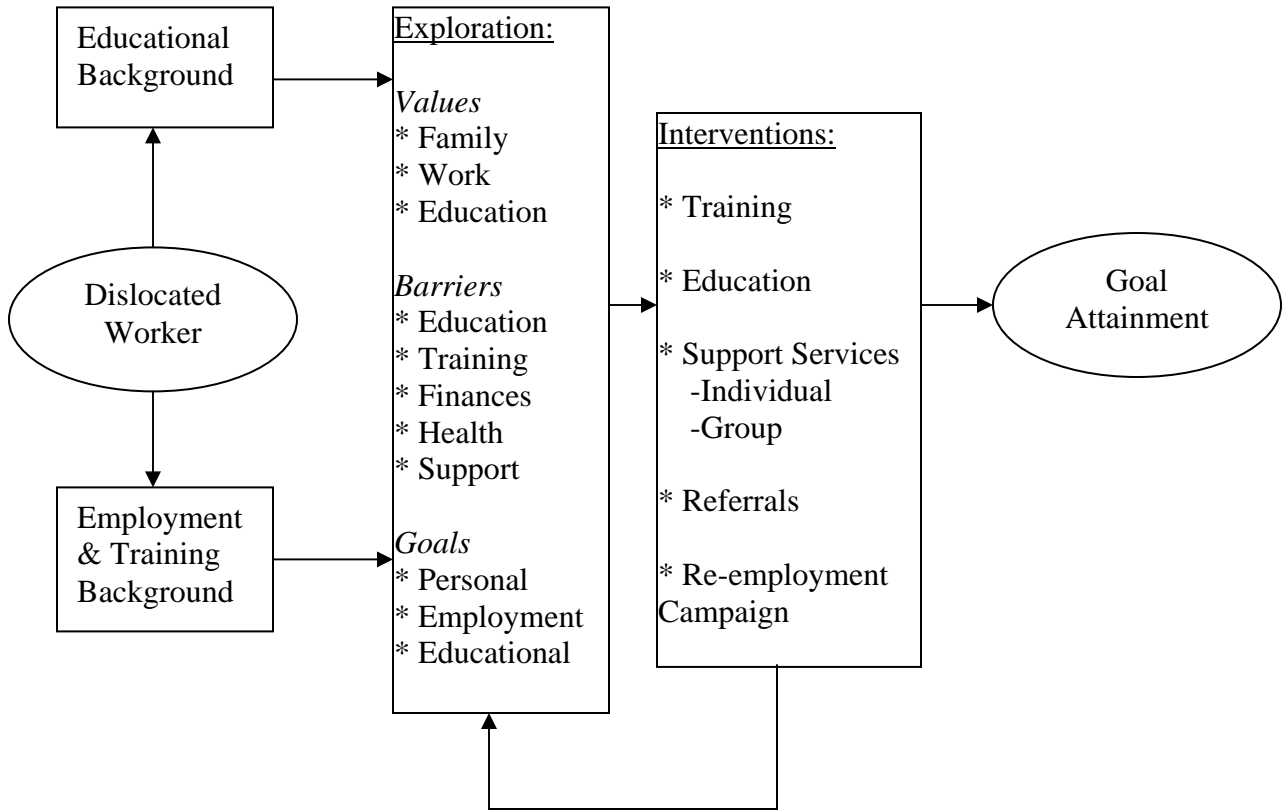 Educational
Background
Dislocated
Worker
Employment
& Training
Background
Exploration:
Values
* Family
* Work
* Education
Barriers
* Education
* Training
* Finances
* Health
* Support
Goals
* Personal
* Employment
* Educational
Interventions:
* Training
* Education
* Support Services
-Individual
-Group
* Referrals
* Re-employment
Campaign
Goal
Attainment